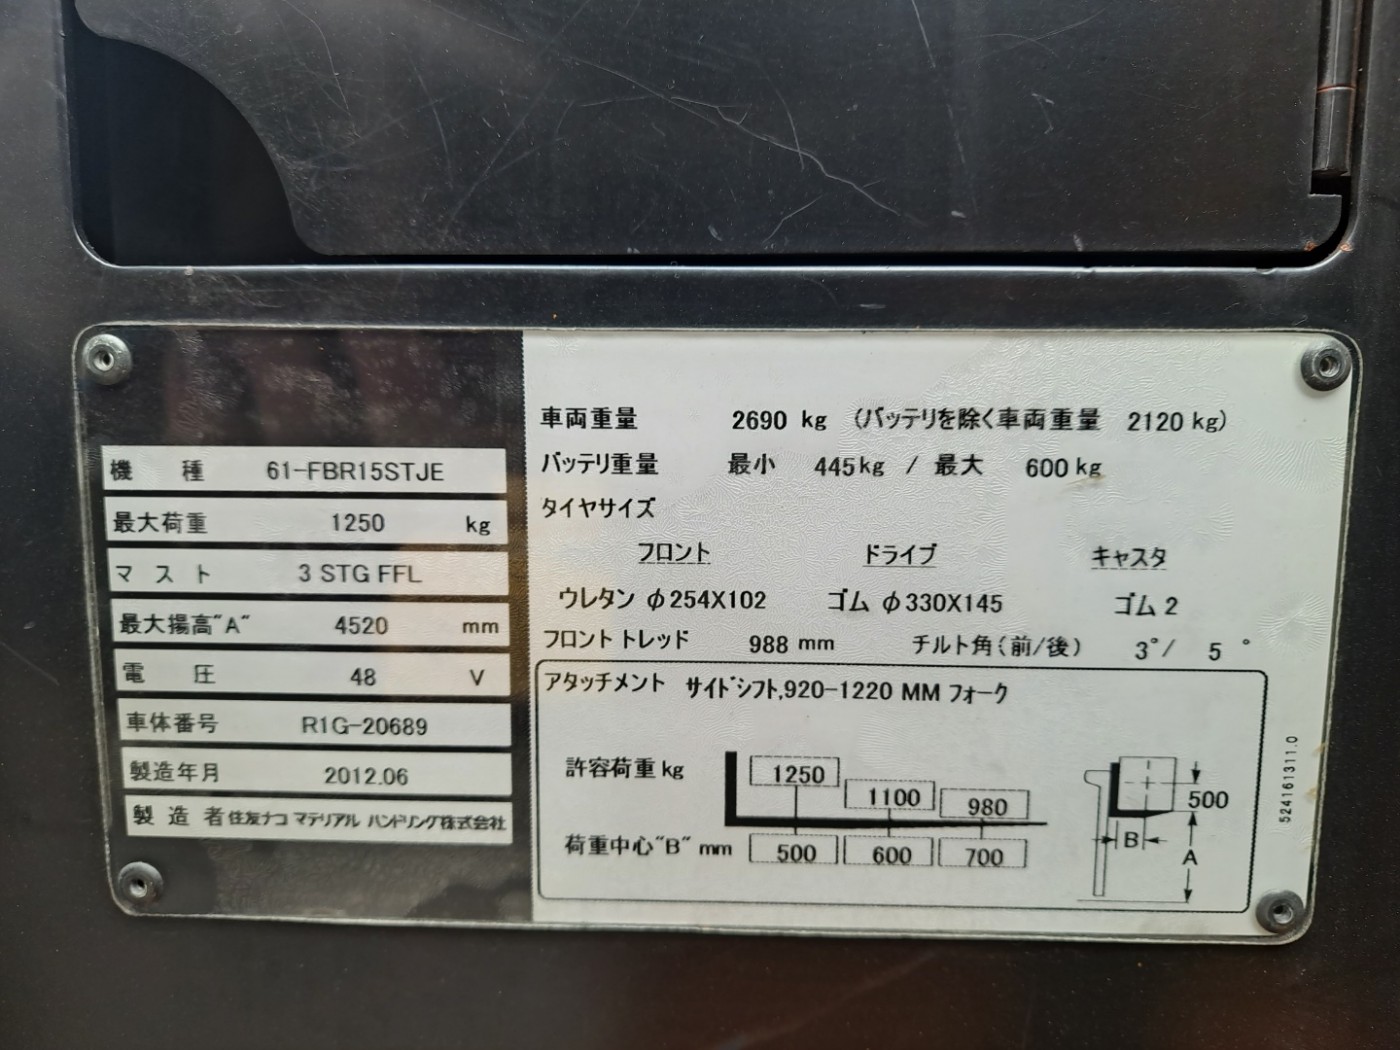 機 種 61-FBR15STJE
最大荷重 1250 kg
マスト 3 STG FFL
最大揚高"A" 4520 mm
電 圧 48 V
車体番号 R1G-20689
製造年月 2012.06
製造者 住友ナコ マテリアル ハンドリング株式会社
車両重量 2690 kg (バッテリを除く車両重量 2120 kg)
バッテリ重量 最小 445kg / 最大 600 kg
タイヤサイズ
フロント ドライブ キャスタ
ウレタン φ254X102 ゴム φ330X145 ゴム 2
フロント トレッド 988 mm チルト角(前/後) 3°/ 5 °
アタッチメント サイドシフト,920-1220 MM フォーク
許容荷重 kg 1250 1100 980
荷重中心"B" mm 500 600 700
500
B
A
524161311.0